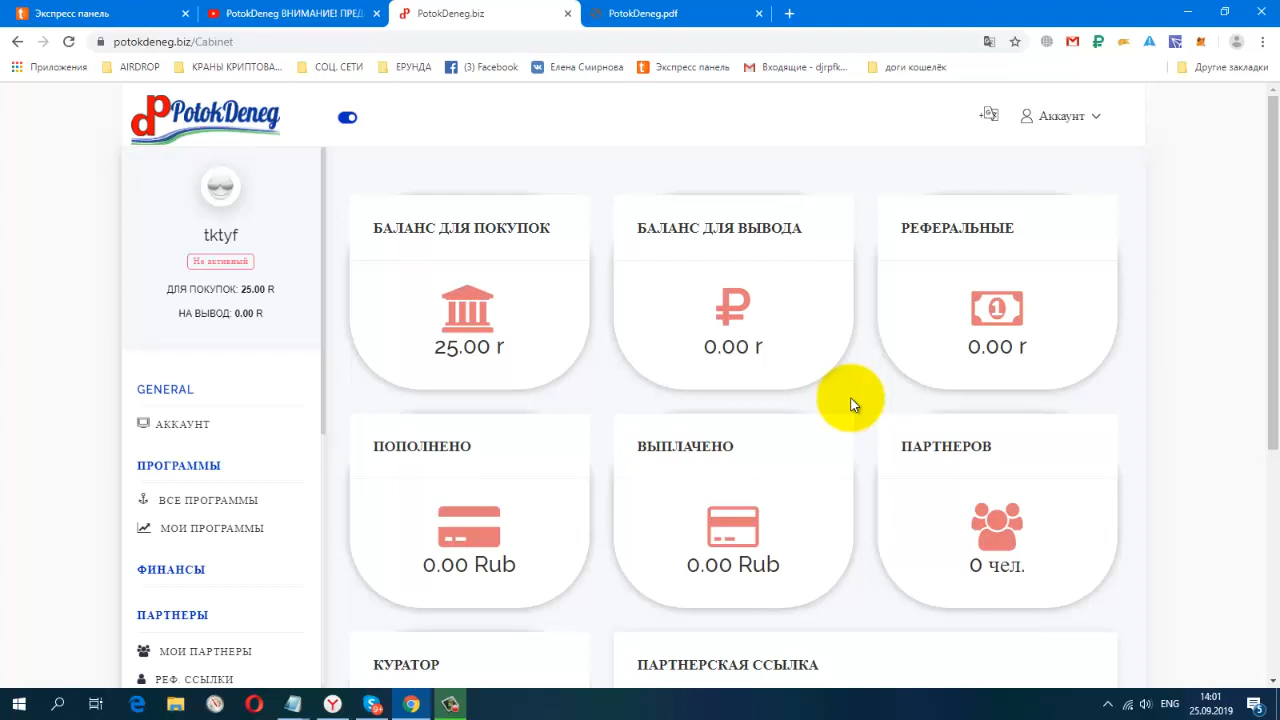 Экспресс панель
PotokDeneg ВНИМАНИЕ! ПРЕД
PotokDeneg.biz
PotokDeneg.pdf
potokdeneg.biz/Cabinet
Приложения
AIRDROP
КРАНЫ КРИПТОВА...
СОЦ. СЕТИ
ЕРУНДА
(3) Facebook
Елена Смирнова
Экспресс панель
Входящие - djrpfk...
доги кошелёк
Другие закладки
PotokDeneg
Аккаунт
tktyf
Не активный
ДЛЯ ПОКУПОК: 25.00 R
НА ВЫВОД: 0.00 R
GENERAL
АККАУНТ
ПРОГРАММЫ
ВСЕ ПРОГРАММЫ
МОИ ПРОГРАММЫ
ФИНАНСЫ
ПАРТНЕРЫ
МОИ ПАРТНЕРЫ
РЕФ. ССЫЛКИ
БАЛАНС ДЛЯ ПОКУПОК
25.00 r
БАЛАНС ДЛЯ ВЫВОДА
0.00 r
РЕФЕРАЛЬНЫЕ
1
0.00 r
ПОПОЛНЕНО
0.00 Rub
ВЫПЛАЧЕНО
0.00 Rub
ПАРТНЕРОВ
0 чел.
КУРАТОР
ПАРТНЕРСКАЯ ССЫЛКА
ENG
14:01
25.09.2019